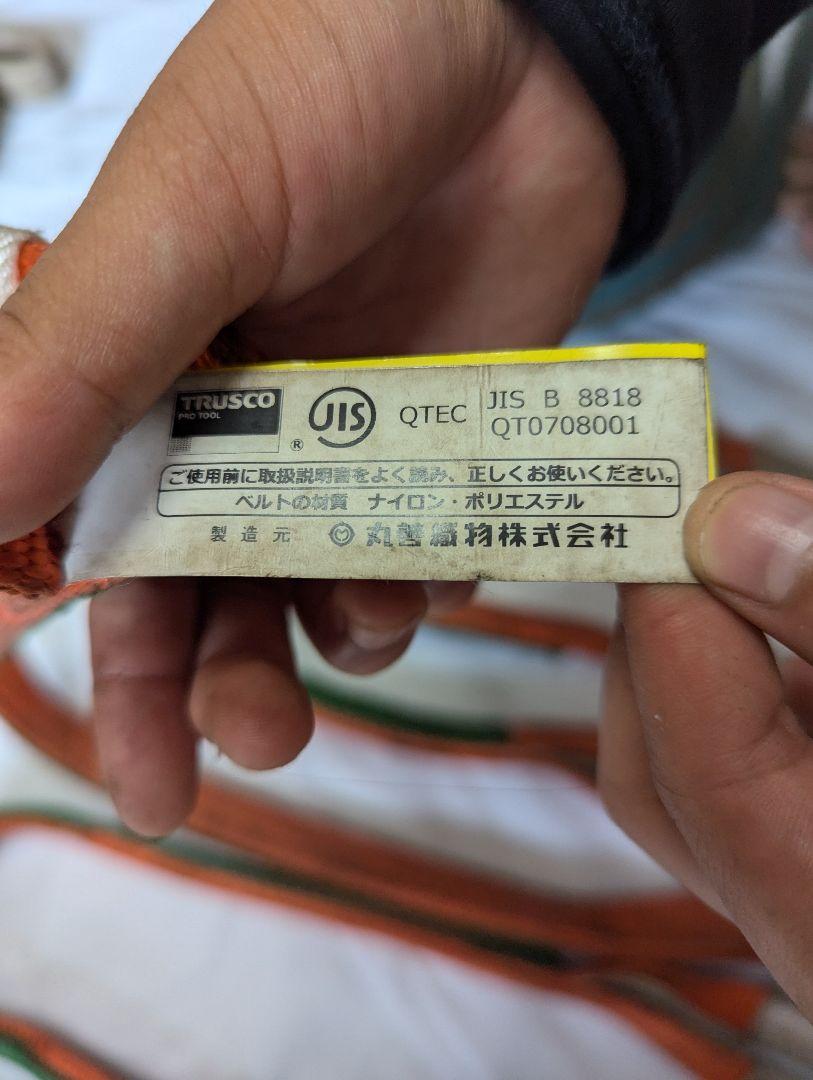 TRUSCO
PRO TOOL
®
JIS
QTEC
JIS B 8818
QT0708001
ご使用前に取扱説明書をよく読み、正しくお使いください。
ベルトの材質 ナイロン・ポリエステル
製造元 丸善織物株式会社